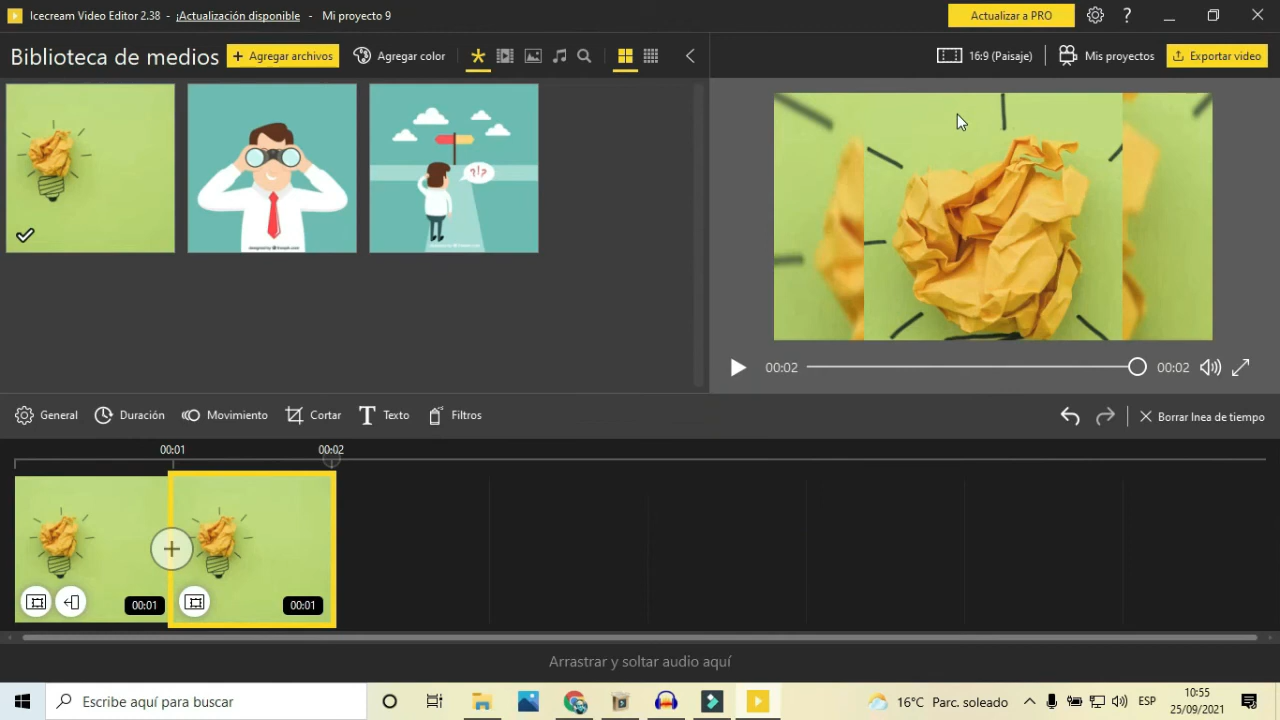 Icecream Video Editor 2.38 - ¡Actualización disponible - Mi proyecto 9
Actualizar a PRO
?
Biblioteca de medios
+ Agregar archivos
Agregar color
16:9 (Paisaje)
Mis proyectos
Exportar video
?!?
00:02
00:02
General
Duración
Movimiento
Cortar
Texto
Filtros
Borrar linea de tiempo
00:01
00:02
00:01
00:01
Arrastrar y soltar audio aquí
Escribe aquí para buscar
16°C Parc. soleado
ESP
10:55
25/09/2021